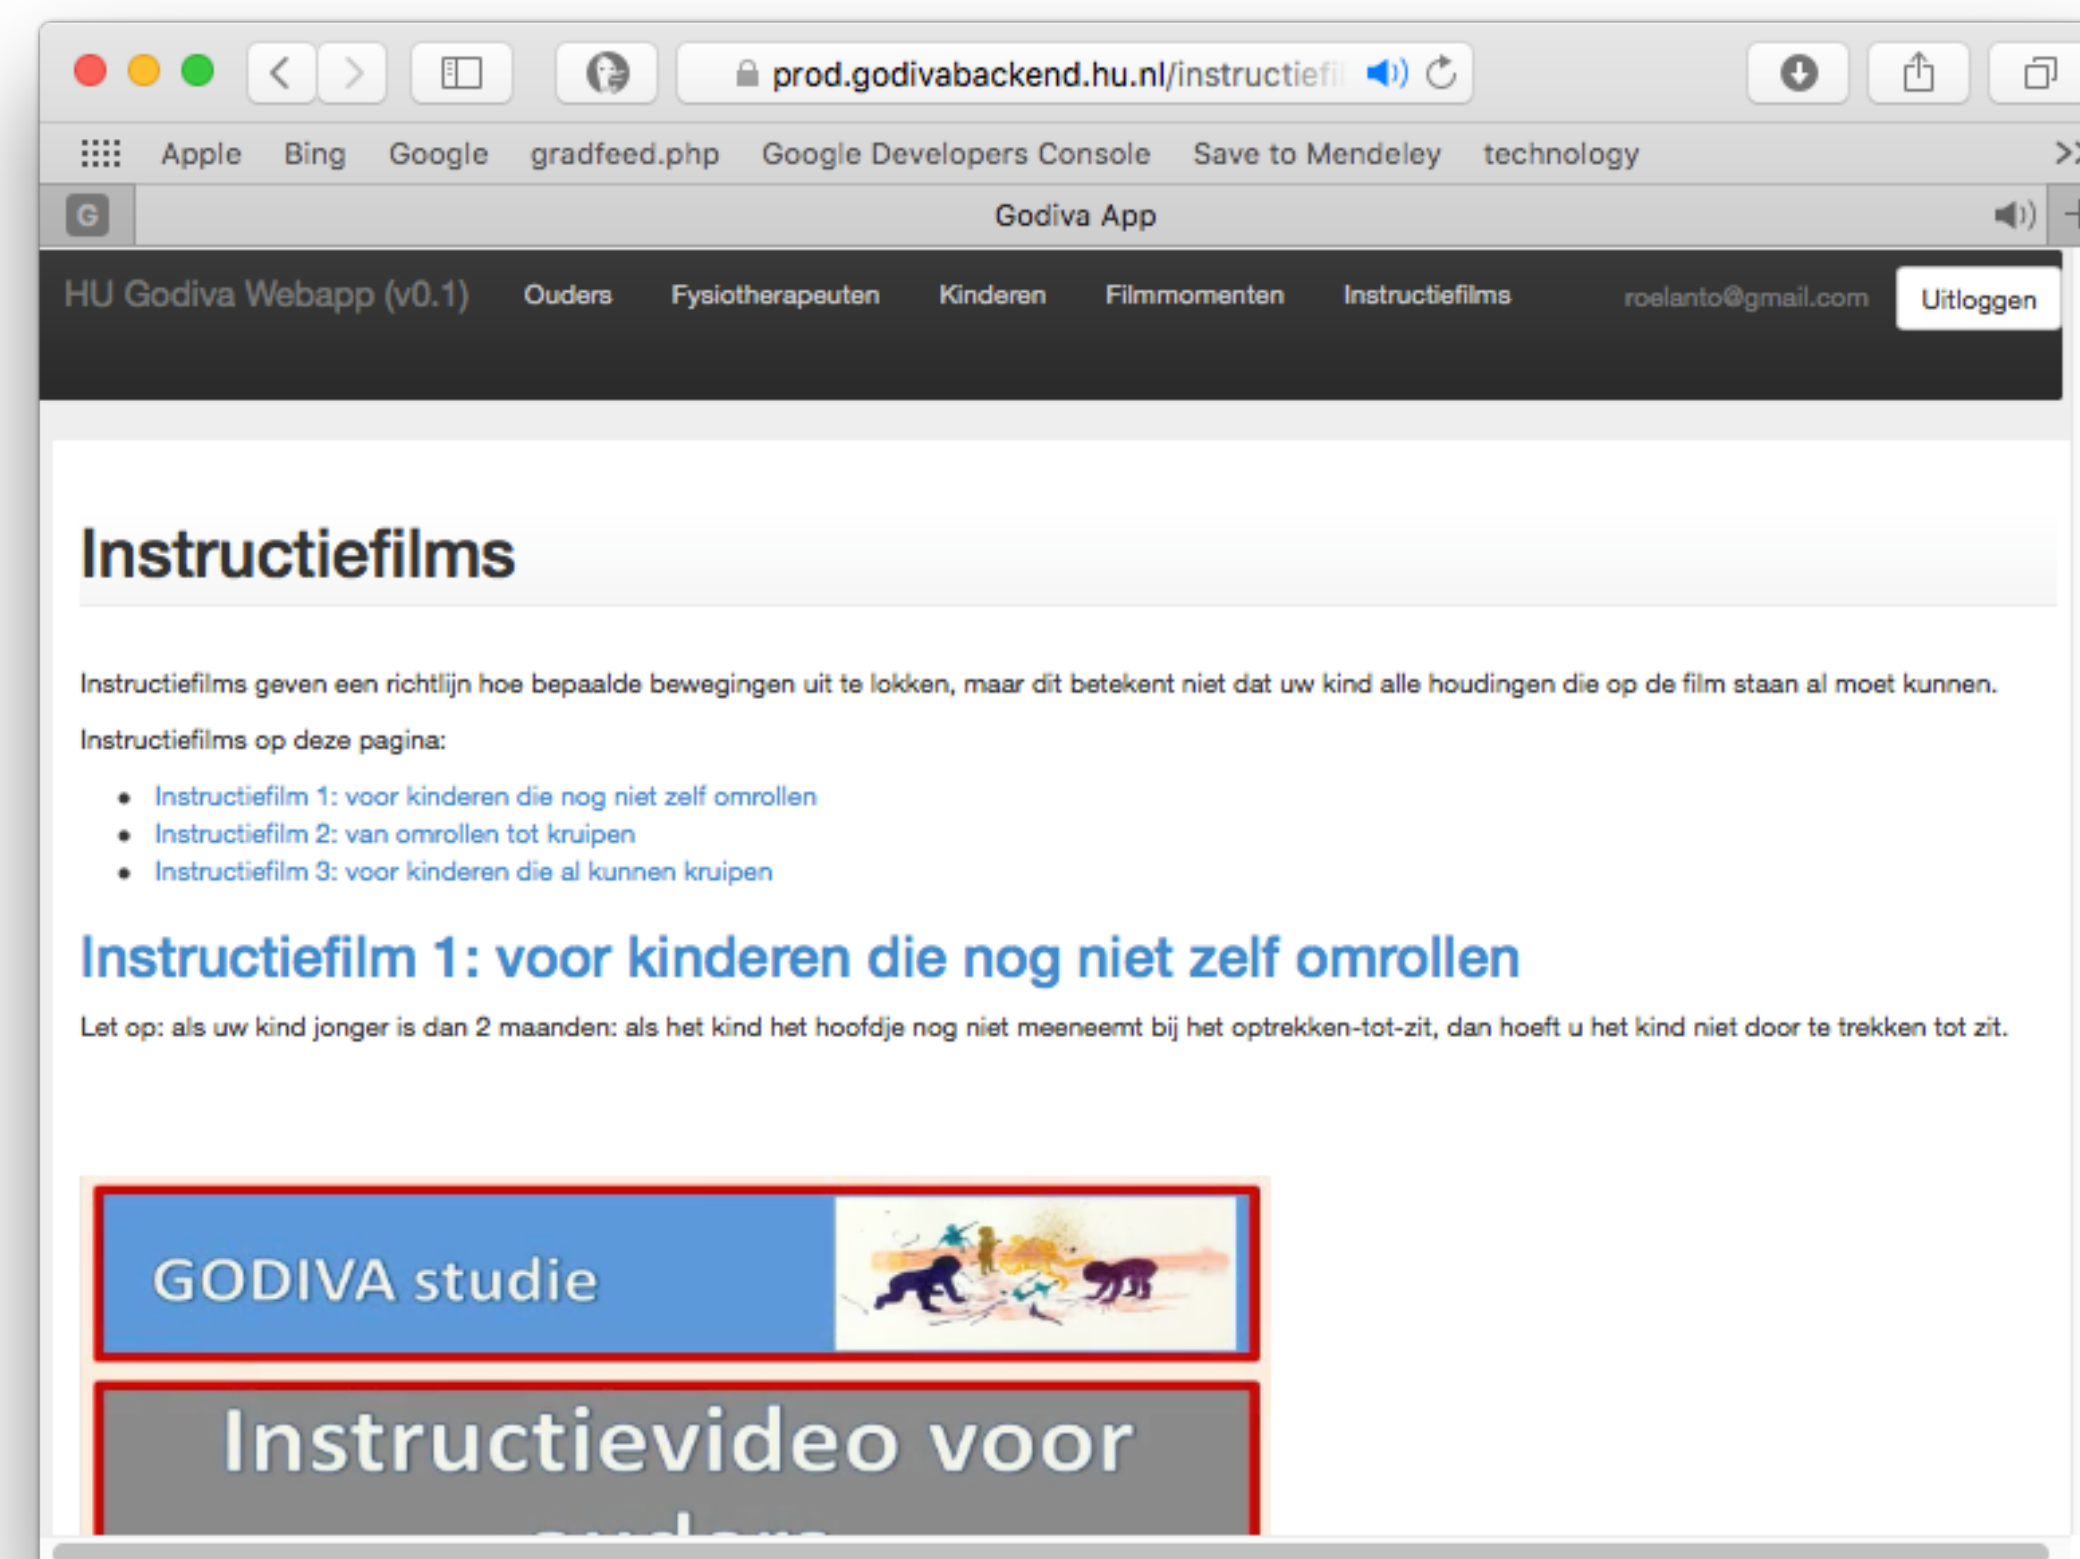 prod.godivabackend.hu.nl/instructiefi
Apple Bing Google gradfeed.php Google Developers Console Save to Mendeley technology >>
G Godiva App
HU Godiva Webapp (v0.1) Ouders Fysiotherapeuten Kinderen Filmmomenten Instructiefilms roelanto@gmail.com Uitloggen
Instructiefilms
Instructiefilms geven een richtlijn hoe bepaalde bewegingen uit te lokken, maar dit betekent niet dat uw kind alle houdingen die op de film staan al moet kunnen.
Instructiefilms op deze pagina:
• Instructiefilm 1: voor kinderen die nog niet zelf omrollen
• Instructiefilm 2: van omrollen tot kruipen
• Instructiefilm 3: voor kinderen die al kunnen kruipen
Instructiefilm 1: voor kinderen die nog niet zelf omrollen
Let op: als uw kind jonger is dan 2 maanden: als het kind het hoofdje nog niet meeneemt bij het optrekken-tot-zit, dan hoeft u het kind niet door te trekken tot zit.
GODIVA studie
Instructievideo voor